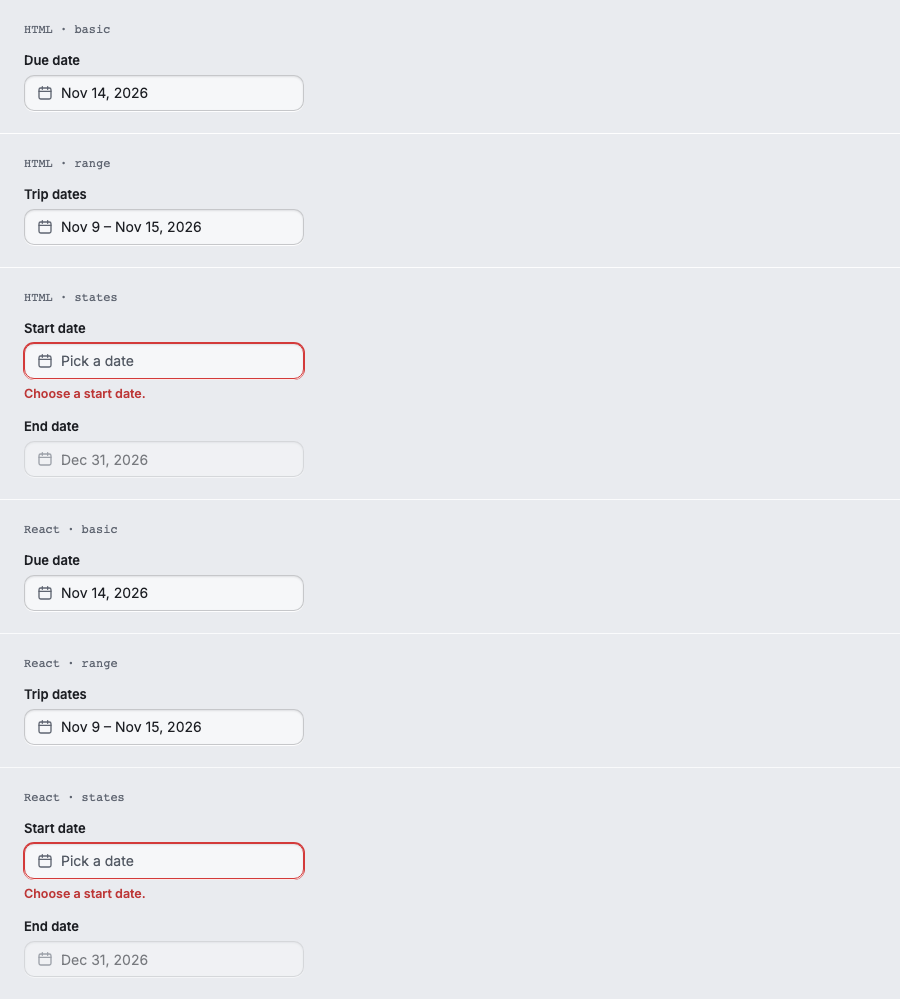 HTML · basic
Due date
Nov 14, 2026
HTML · range
Trip dates
Nov 9 – Nov 15, 2026
HTML · states
Start date
Pick a date
Choose a start date.
End date
Dec 31, 2026
React · basic
Due date
Nov 14, 2026
React · range
Trip dates
Nov 9 – Nov 15, 2026
React · states
Start date
Pick a date
Choose a start date.
End date
Dec 31, 2026